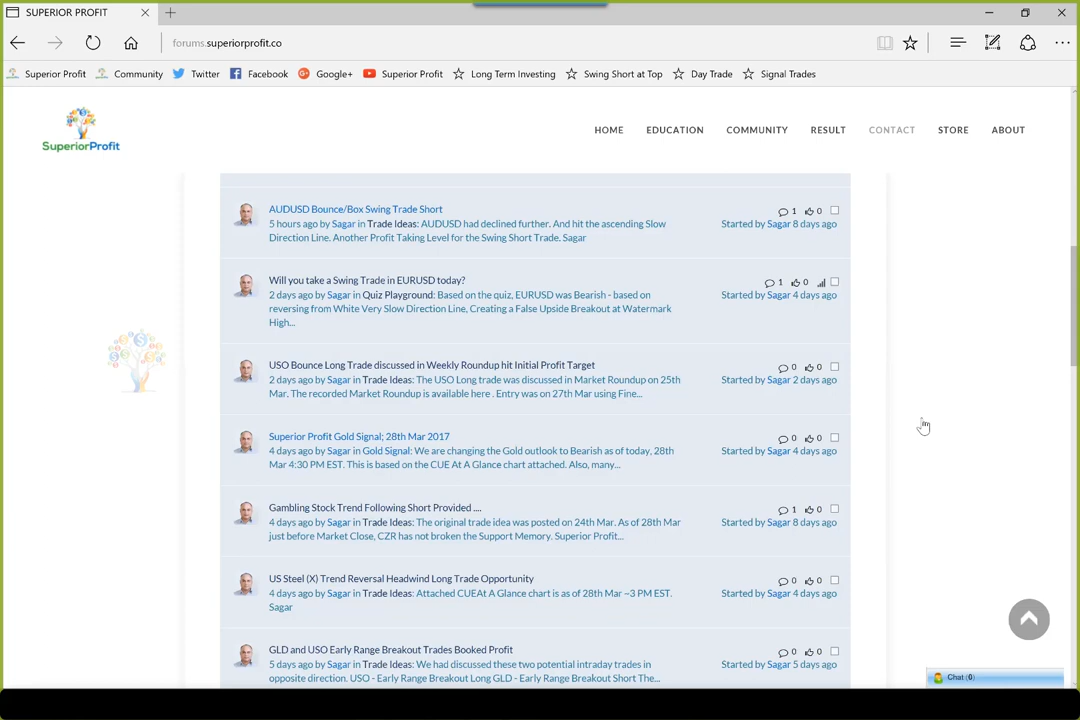 SUPERIOR PROFIT
forums.superiorprofit.co
Superior Profit Community Twitter Facebook Google+ Superior Profit Long Term Investing Swing Short at Top Day Trade Signal Trades
SuperiorProfit
HOME EDUCATION COMMUNITY RESULT CONTACT STORE ABOUT
AUDUSD Bounce/Box Swing Trade Short
1 0
5 hours ago by Sagar in Trade Ideas: AUDUSD had declined further. And hit the ascending Slow
Started by Sagar 8 days ago
Direction Line. Another Profit Taking Level for the Swing Short Trade. Sagar
Will you take a Swing Trade in EURUSD today?
1 0
2 days ago by Sagar in Quiz Playground: Based on the quiz, EURUSD was Bearish - based on
Started by Sagar 4 days ago
reversing from White Very Slow Direction Line, Creating a False Upside Breakout at Watermark
High...
USO Bounce Long Trade discussed in Weekly Roundup hit Initial Profit Target
0 0
2 days ago by Sagar in Trade Ideas: The USO Long trade was discussed in Market Roundup on 25th
Started by Sagar 2 days ago
Mar. The recorded Market Roundup is available here . Entry was on 27th Mar using Fine...
Superior Profit Gold Signal; 28th Mar 2017
0 0
4 days ago by Sagar in Gold Signal: We are changing the Gold outlook to Bearish as of today, 28th
Started by Sagar 4 days ago
Mar 4:30 PM EST. This is based on the CUE At A Glance chart attached. Also, many...
Gambling Stock Trend Following Short Provided ....
1 0
4 days ago by Sagar in Trade Ideas: The original trade idea was posted on 24th Mar. As of 28th Mar
Started by Sagar 8 days ago
just before Market Close, CZR has not broken the Support Memory. Superior Profit...
US Steel (X) Trend Reversal Headwind Long Trade Opportunity
0 0
4 days ago by Sagar in Trade Ideas: Attached CUEAt A Glance chart is as of 28th Mar ~3 PM EST.
Started by Sagar 4 days ago
Sagar
GLD and USO Early Range Breakout Trades Booked Profit
0 0
5 days ago by Sagar in Trade Ideas: We had discussed these two potential intraday trades in
Started by Sagar 5 days ago
opposite direction. USO - Early Range Breakout Long GLD - Early Range Breakout Short The...
Chat (0)